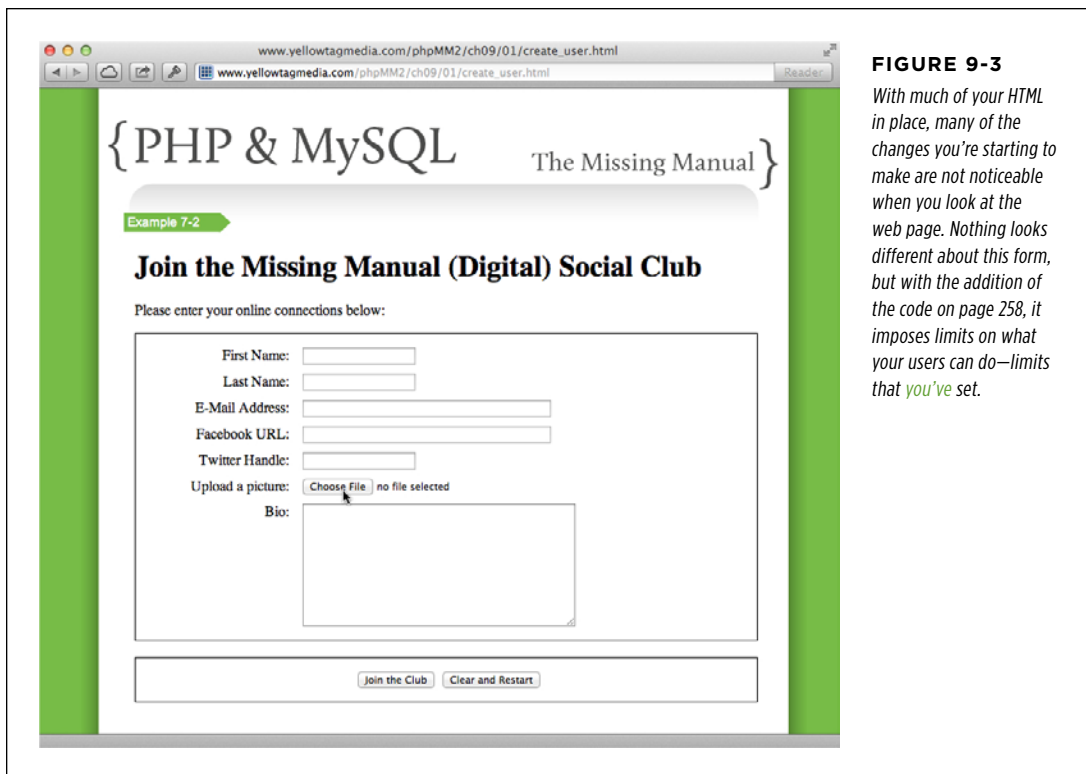 www.yellowtagmedia.com/phpMM2/ch09/01/create_user.html
www.yellowtagmedia.com/phpMM2/ch09/01/create_user.html
Reader
{PHP & MySQL The Missing Manual}
Example 7-2
Join the Missing Manual (Digital) Social Club
Please enter your online connections below:
First Name:
Last Name:
E-Mail Address:
Facebook URL:
Twitter Handle:
Upload a picture: Choose File no file selected
Bio:
Join the Club Clear and Restart
FIGURE 9-3
With much of your HTML
in place, many of the
changes you're starting to
make are not noticeable
when you look at the
web page. Nothing looks
different about this form,
but with the addition of
the code on page 258, it
imposes limits on what
your users can do—limits
that you've set.